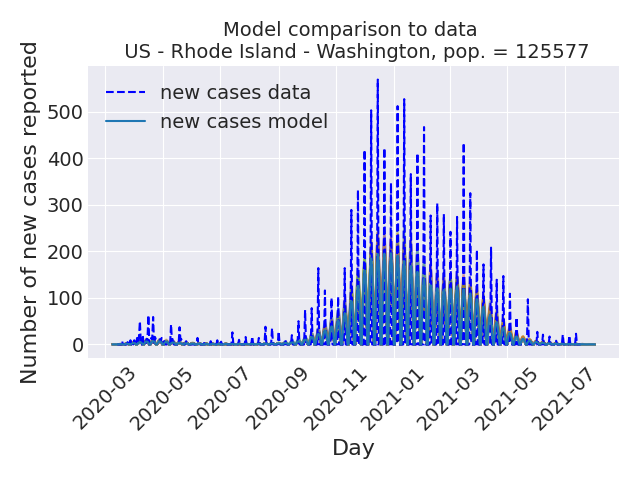 Model comparison to data
US - Rhode Island - Washington, pop. = 125577
Number of new cases reported
new cases data
new cases model
500
400
300
200
100
0
2020-03
2020-05
2020-07
2020-09
2020-11
2021-01
2021-03
2021-05
2021-07
Day